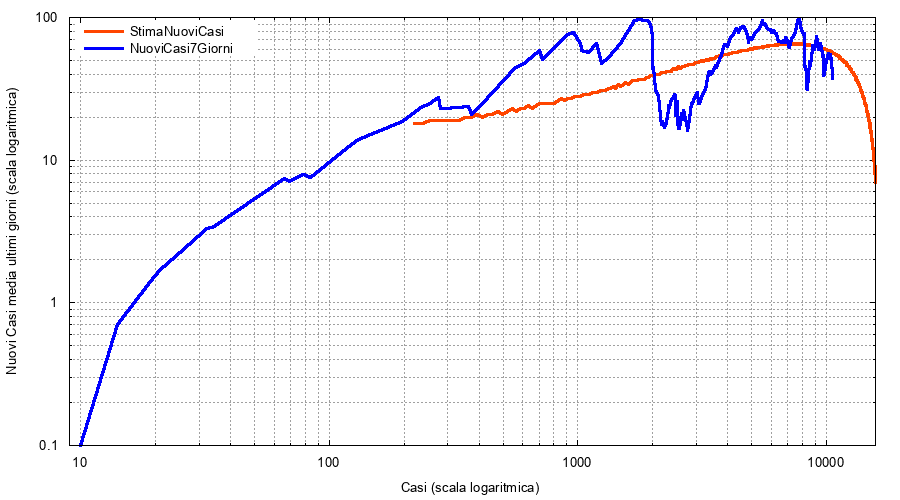 StimaNuoviCasi
NuoviCasi7Giorni
Nuovi Casi media ultimi giorni (scala logaritmica)
100
10
1
0.1
10
100
1000
10000
Casi (scala logaritmica)